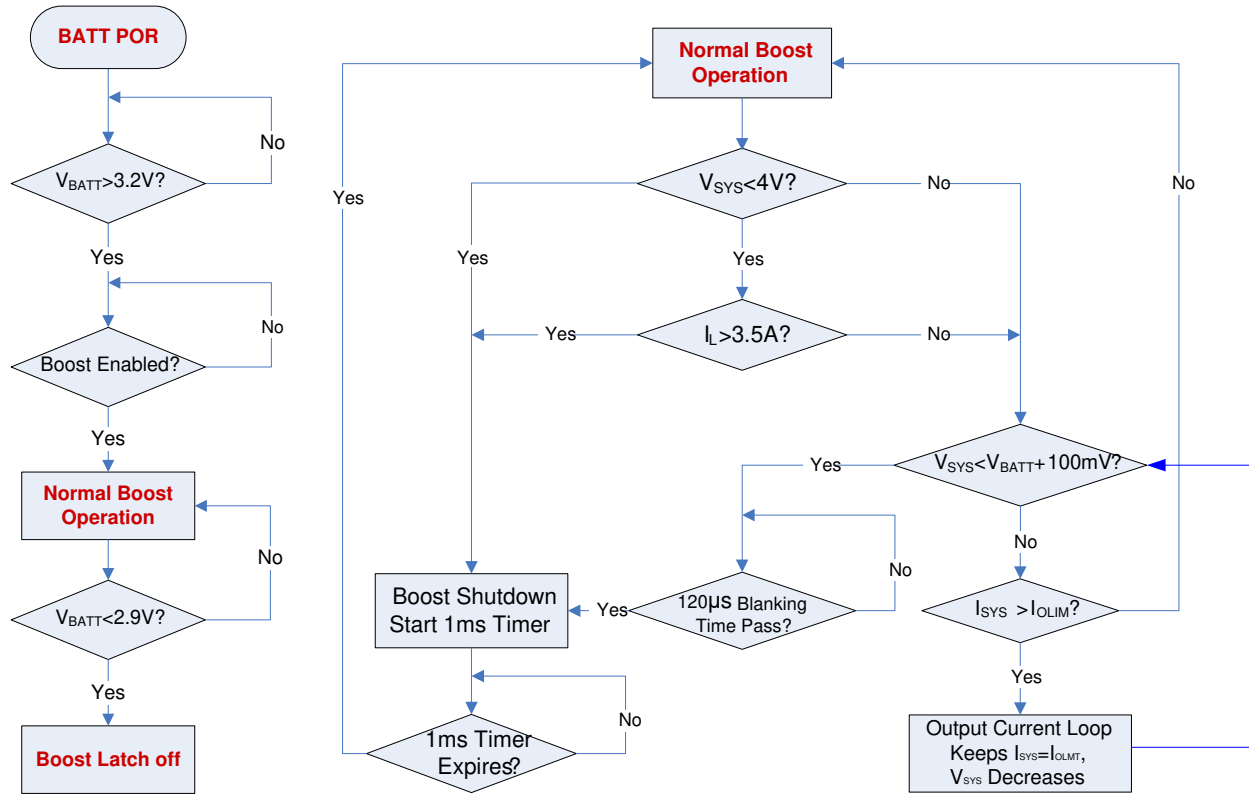 BATT POR
No
VBATT>3.2V?
Yes
No
Boost Enabled?
Yes
Normal Boost
Operation
No
VBATT<2.9V?
Yes
Boost Latch off
Normal Boost
Operation
Yes
No
VSYS<4V?
No
Yes
Yes
Yes
IL>3.5A?
No
VSYS<VBATT+100mV?
Yes
No
No
Boost Shutdown
Start 1ms Timer
Yes
120µs Blanking
Time Pass?
ISYS >IOLIM?
Yes
No
1ms Timer
Expires?
Output Current Loop
Keeps ISYS=IOLMT,
VSYS Decreases